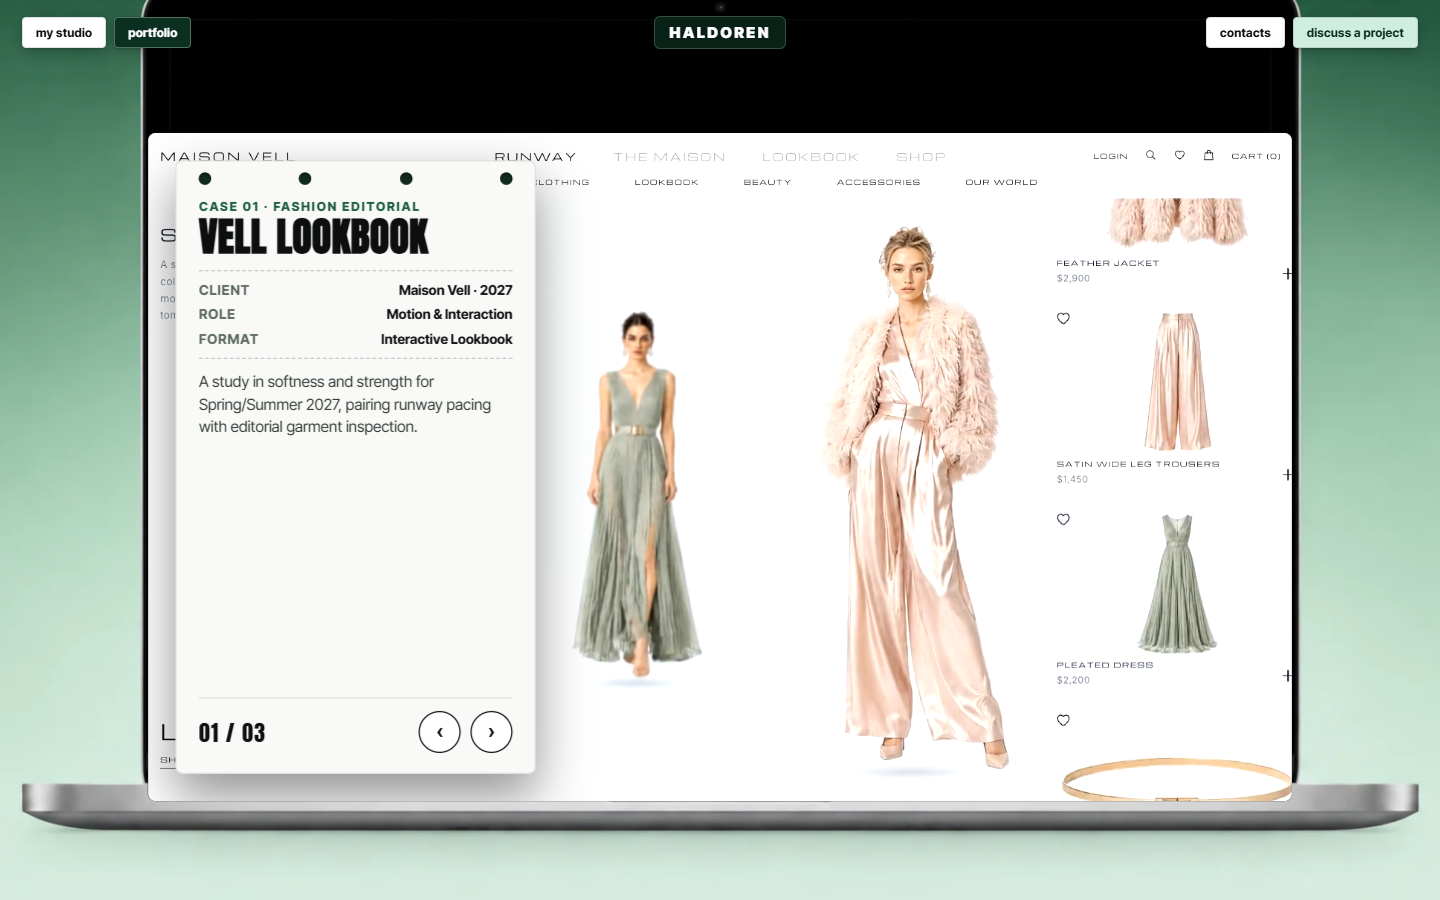 my studio
portfolio
HALDOREN
contacts
discuss a project
MAISON VELL
RUNWAY
THE MAISON
LOOKBOOK
SHOP
LOGIN
CART (0)
CLOTHING
LOOKBOOK
BEAUTY
ACCESSORIES
OUR WORLD
CASE 01 · FASHION EDITORIAL
VELL LOOKBOOK
CLIENT Maison Vell · 2027
ROLE Motion & Interaction
FORMAT Interactive Lookbook
A study in softness and strength for
Spring/Summer 2027, pairing runway pacing
with editorial garment inspection.
01 / 03
FEATHER JACKET
$2,900
SATIN WIDE LEG TROUSERS
$1,450
PLEATED DRESS
$2,200